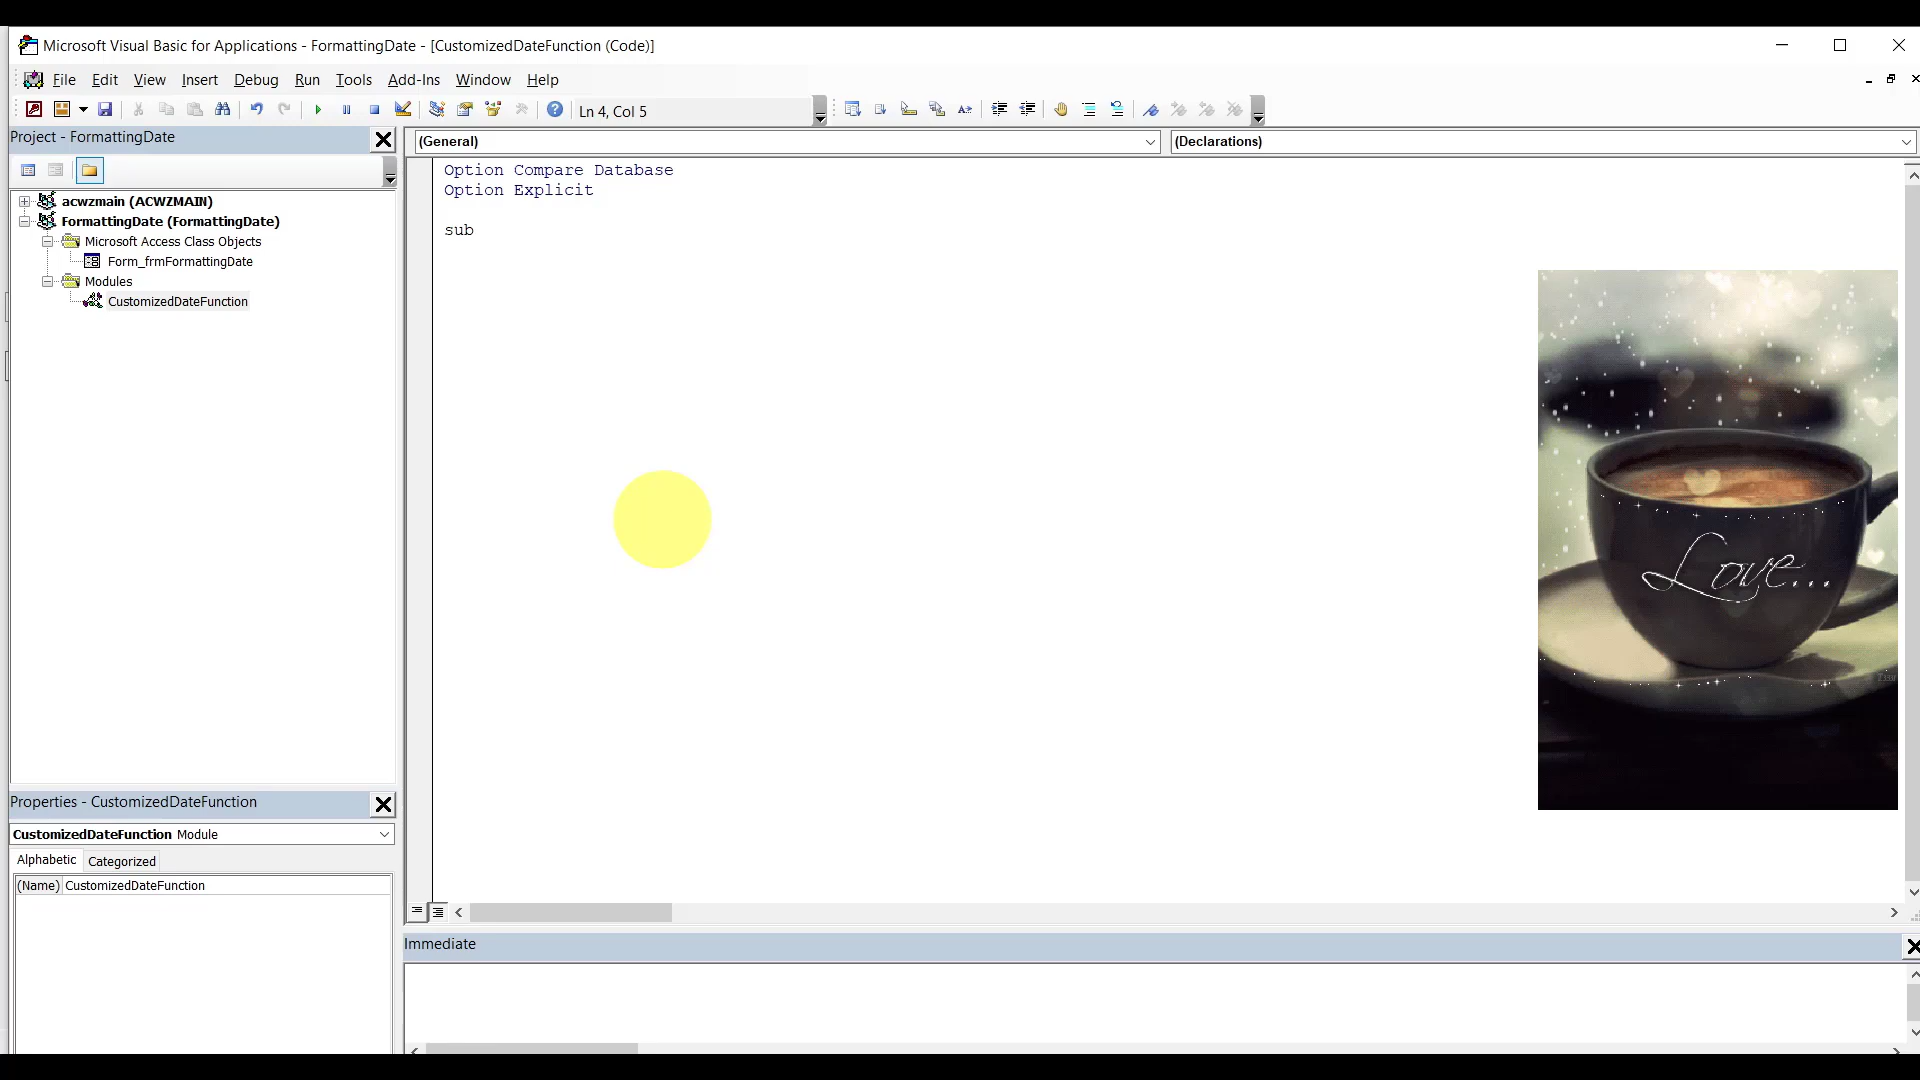 Microsoft Visual Basic for Applications - FormattingDate - [CustomizedDateFunction (Code)]
File Edit View Insert Debug Run Tools Add-Ins Window Help
Ln 4, Col 5
Project - FormattingDate
(General)
(Declarations)
acwzmain (ACWZMAIN)
FormattingDate (FormattingDate)
Microsoft Access Class Objects
Form_frmFormattingDate
Modules
CustomizedDateFunction
Option Compare Database
Option Explicit
sub
Love...
Properties - CustomizedDateFunction
CustomizedDateFunction Module
Alphabetic Categorized
(Name) CustomizedDateFunction
Immediate